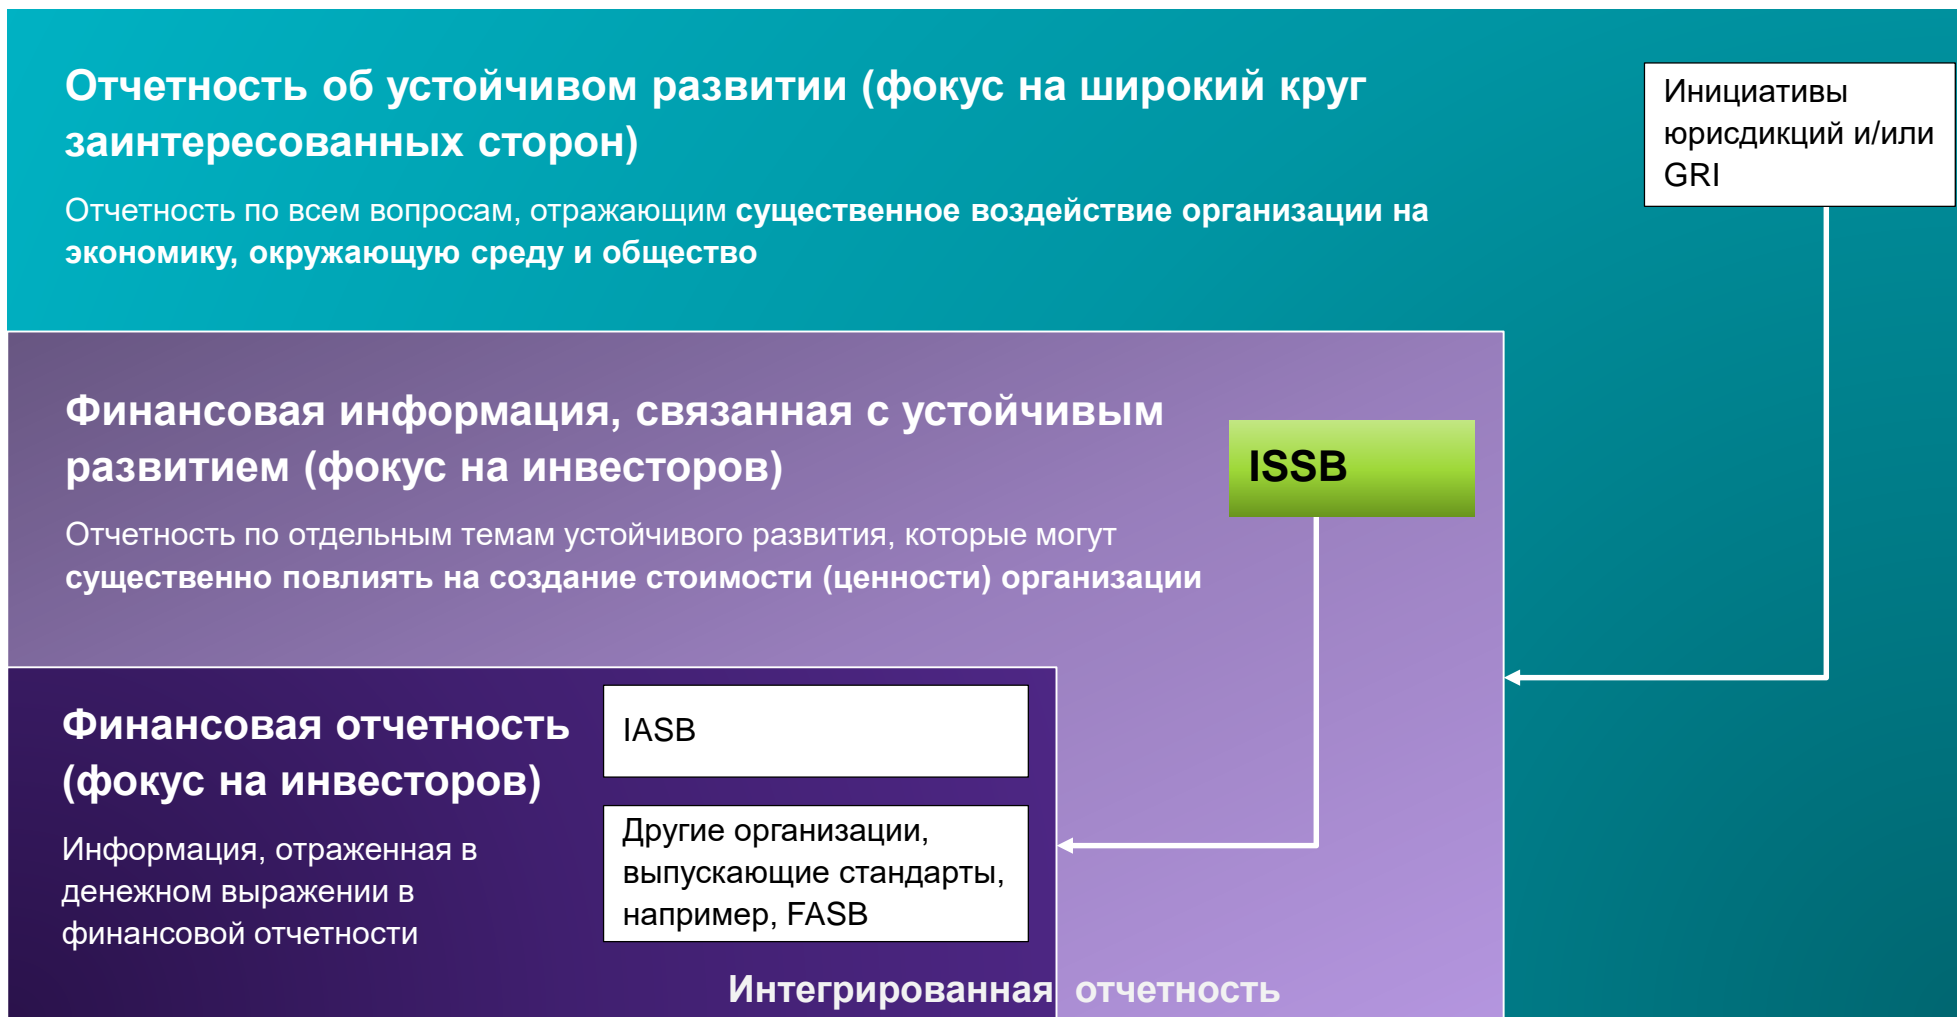 Отчетность об устойчивом развитии (фокус на широкий круг
заинтересованных сторон)
Отчетность по всем вопросам, отражающим существенное воздействие организации на
экономику, окружающую среду и общество
Инициативы
юрисдикций и/или
GRI
Финансовая информация, связанная с устойчивым
развитием (фокус на инвесторов)
Отчетность по отдельным темам устойчивого развития, которые могут
существенно повлиять на создание стоимости (ценности) организации
ISSB
Финансовая отчетность
(фокус на инвесторов)
Информация, отраженная в
денежном выражении в
финансовой отчетности
IASB
Другие организации,
выпускающие стандарты,
например, FASB
Интегрированная отчетность